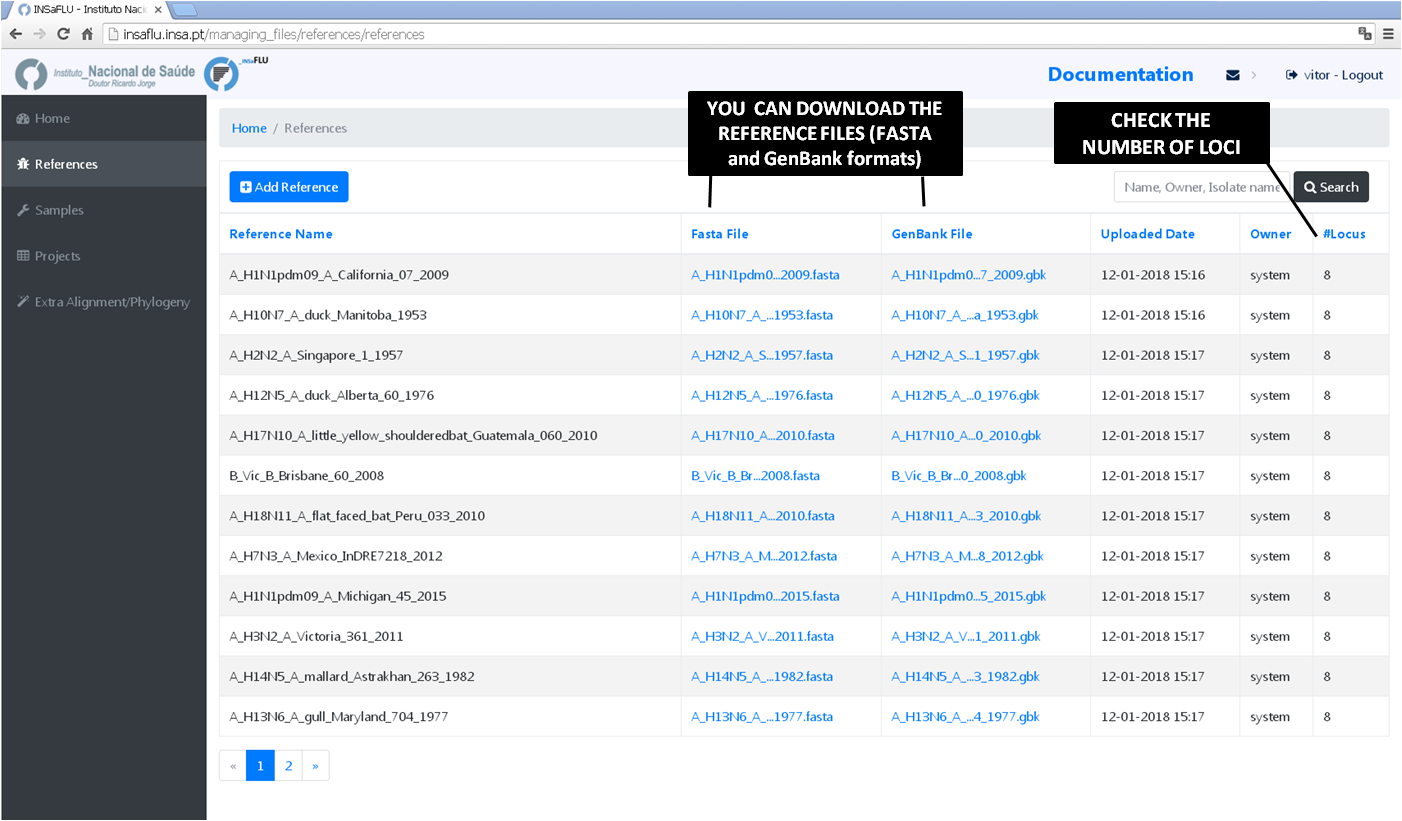 INSaFLU - Instituto Naci
insaflu.insa.pt/managing_files/references/references
Instituto_Nacional de Saúde
Doutor Ricardo Jorge
_INSaFLU
Documentation
vitor - Logout
Home
References
Samples
Projects
Extra Alignment/Phylogeny
Home / References
YOU CAN DOWNLOAD THE
REFERENCE FILES (FASTA
and GenBank formats)
CHECK THE
NUMBER OF LOCI
Add Reference
Name, Owner, Isolate name
Search
Reference Name Fasta File GenBank File Uploaded Date Owner #Locus
A_H1N1pdm09_A_California_07_2009 A_H1N1pdm0...2009.fasta A_H1N1pdm0...7_2009.gbk 12-01-2018 15:16 system 8
A_H10N7_A_duck_Manitoba_1953 A_H10N7_A_...1953.fasta A_H10N7_A_...a_1953.gbk 12-01-2018 15:16 system 8
A_H2N2_A_Singapore_1_1957 A_H2N2_A_S...1957.fasta A_H2N2_A_S...1_1957.gbk 12-01-2018 15:17 system 8
A_H12N5_A_duck_Alberta_60_1976 A_H12N5_A_...1976.fasta A_H12N5_A_...0_1976.gbk 12-01-2018 15:17 system 8
A_H17N10_A_little_yellow_shoulderedbat_Guatemala_060_2010 A_H17N10_A...2010.fasta A_H17N10_A...0_2010.gbk 12-01-2018 15:17 system 8
B_Vic_B_Brisbane_60_2008 B_Vic_B_Br...2008.fasta B_Vic_B_Br...0_2008.gbk 12-01-2018 15:17 system 8
A_H18N11_A_flat_faced_bat_Peru_033_2010 A_H18N11_A...2010.fasta A_H18N11_A...3_2010.gbk 12-01-2018 15:17 system 8
A_H7N3_A_Mexico_InDRE7218_2012 A_H7N3_A_M...2012.fasta A_H7N3_A_M...8_2012.gbk 12-01-2018 15:17 system 8
A_H1N1pdm09_A_Michigan_45_2015 A_H1N1pdm0...2015.fasta A_H1N1pdm0...5_2015.gbk 12-01-2018 15:17 system 8
A_H3N2_A_Victoria_361_2011 A_H3N2_A_V...2011.fasta A_H3N2_A_V...1_2011.gbk 12-01-2018 15:17 system 8
A_H14N5_A_mallard_Astrakhan_263_1982 A_H14N5_A_...1982.fasta A_H14N5_A_...3_1982.gbk 12-01-2018 15:17 system 8
A_H13N6_A_gull_Maryland_704_1977 A_H13N6_A_...1977.fasta A_H13N6_A_...4_1977.gbk 12-01-2018 15:17 system 8
« 1 2 »